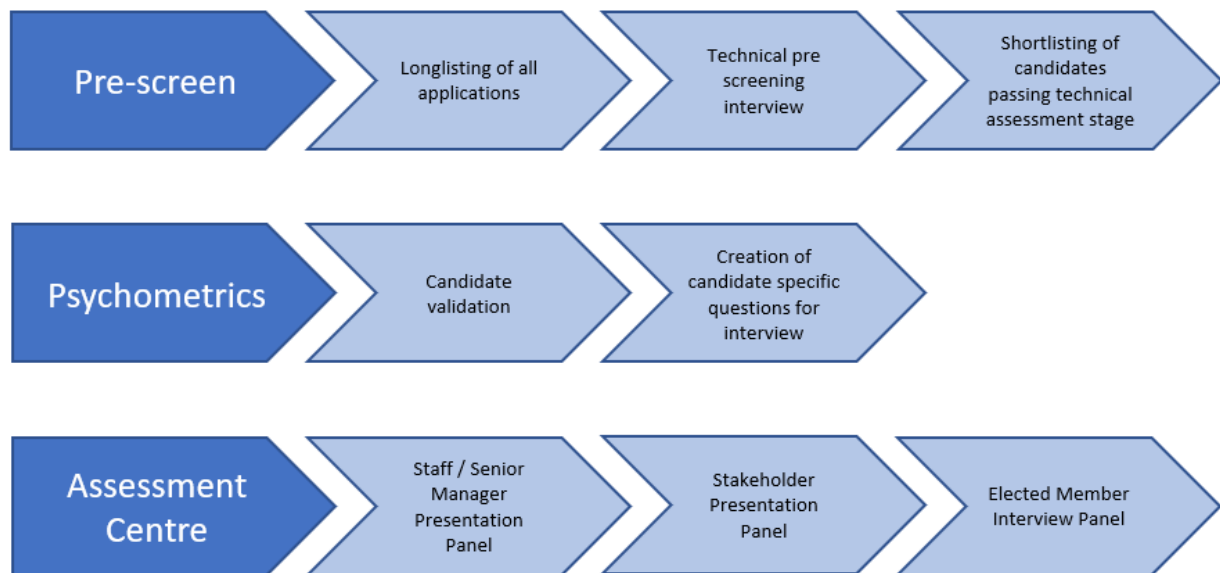 Pre-screen
Longlisting of all
applications
Technical pre
screening
interview
Shortlisting of
candidates
passing technical
assessment stage
Psychometrics
Candidate
validation
Creation of
candidate specific
questions for
interview
Assessment
Centre
Staff / Senior
Manager
Presentation
Panel
Stakeholder
Presentation
Panel
Elected Member
Interview Panel